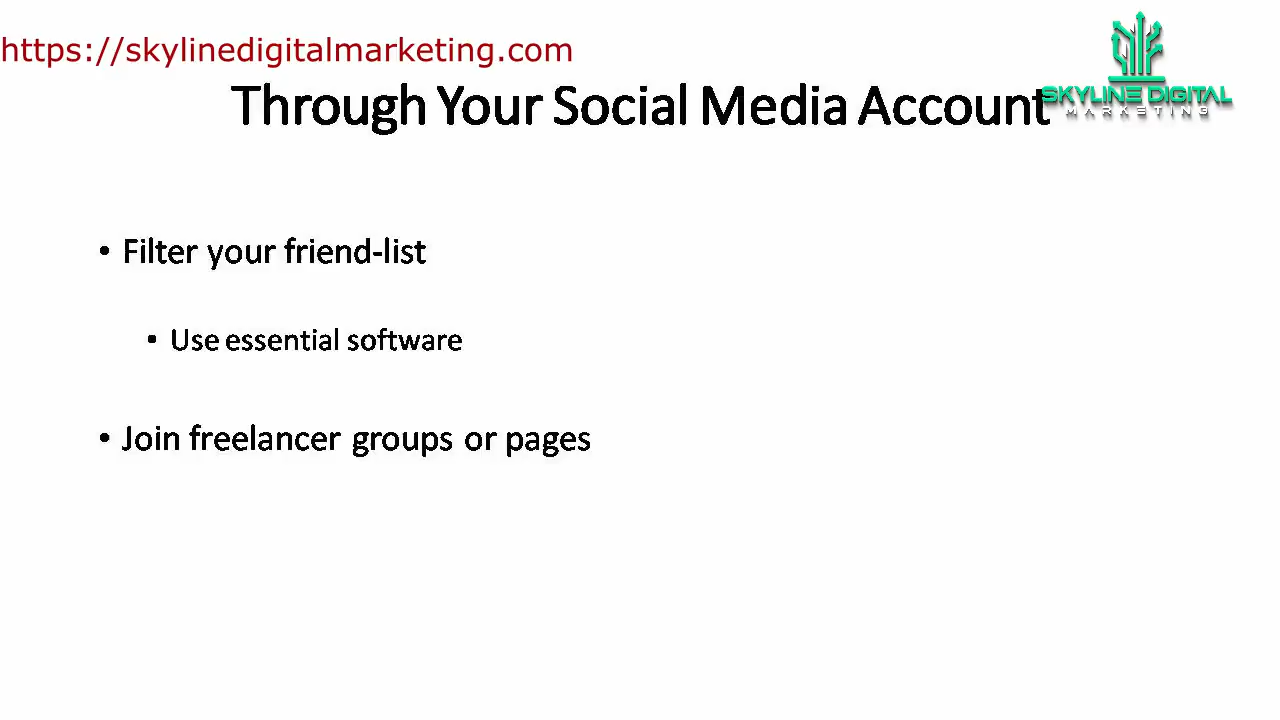 https://skylinedigitalmarketing.com
Through Your Social Media Account
SKYLINE DIGITAL
MARKETING
• Filter your friend-list
• Use essential software
• Join freelancer groups or pages